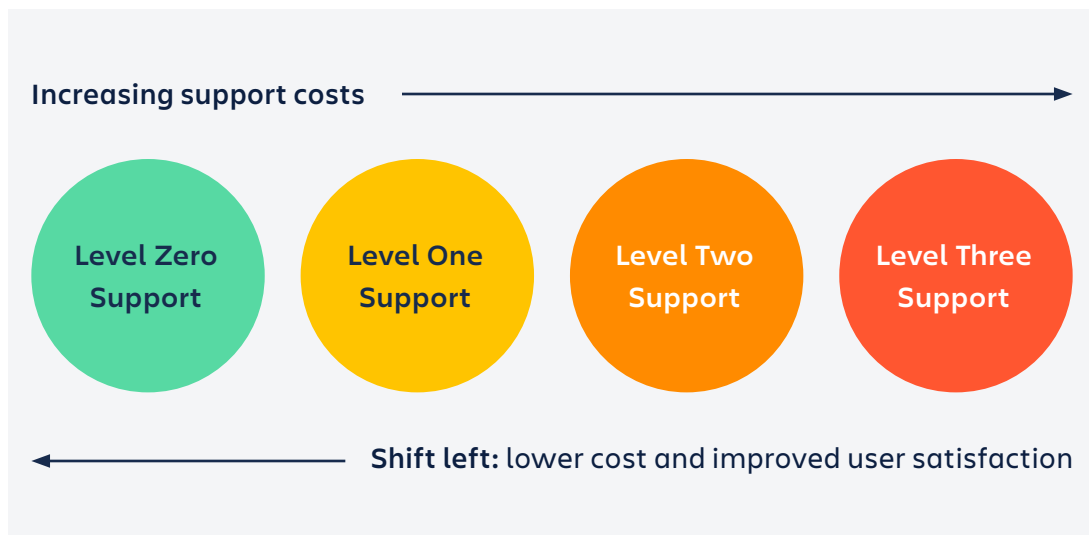 Increasing support costs
Level Zero
Support
Level One
Support
Level Two
Support
Level Three
Support
Shift left: lower cost and improved user satisfaction